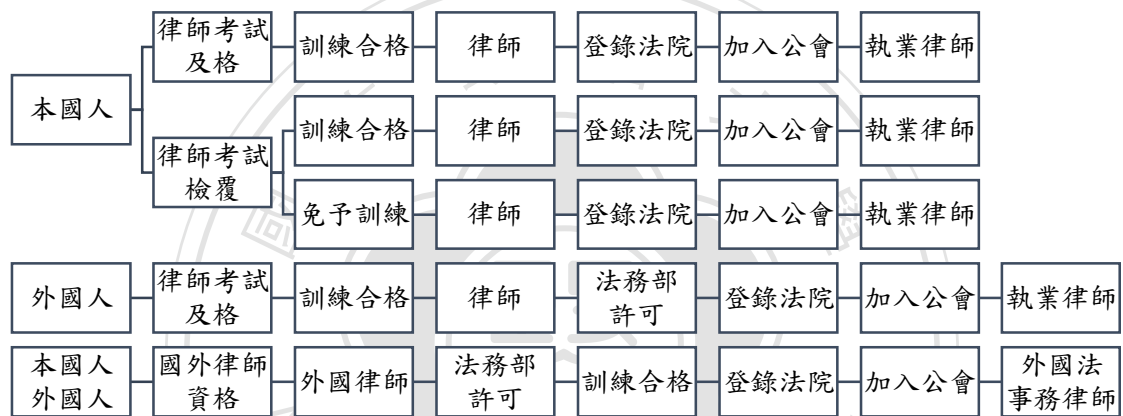 律師考試
及格
訓練合格
律師
登錄法院
加入公會
執業律師
本國人
訓練合格
律師
登錄法院
加入公會
執業律師
律師考試
檢覆
免予訓練
律師
登錄法院
加入公會
執業律師
外國人
律師考試
及格
訓練合格
律師
法務部
許可
登錄法院
加入公會
執業律師
本國人
外國人
國外律師
資格
外國律師
法務部
許可
訓練合格
登錄法院
加入公會
外國法
事務律師